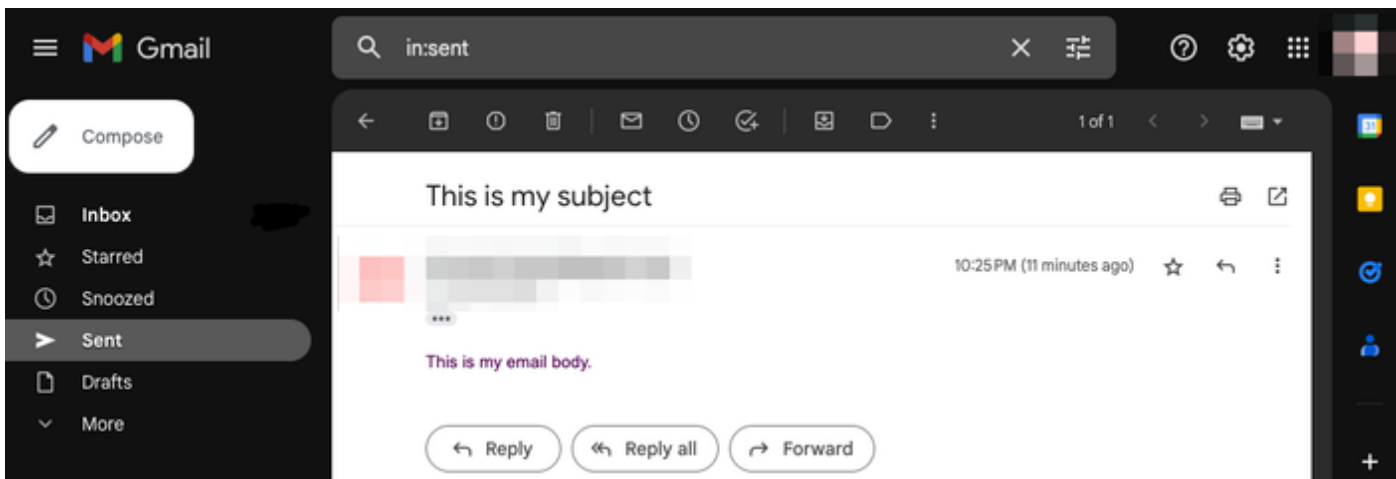 Gmail
in:sent
Compose
1 of 1
31
Inbox
This is my subject
Starred
10:25 PM (11 minutes ago)
Snoozed
Sent
This is my email body.
Drafts
More
Reply
Reply all
Forward